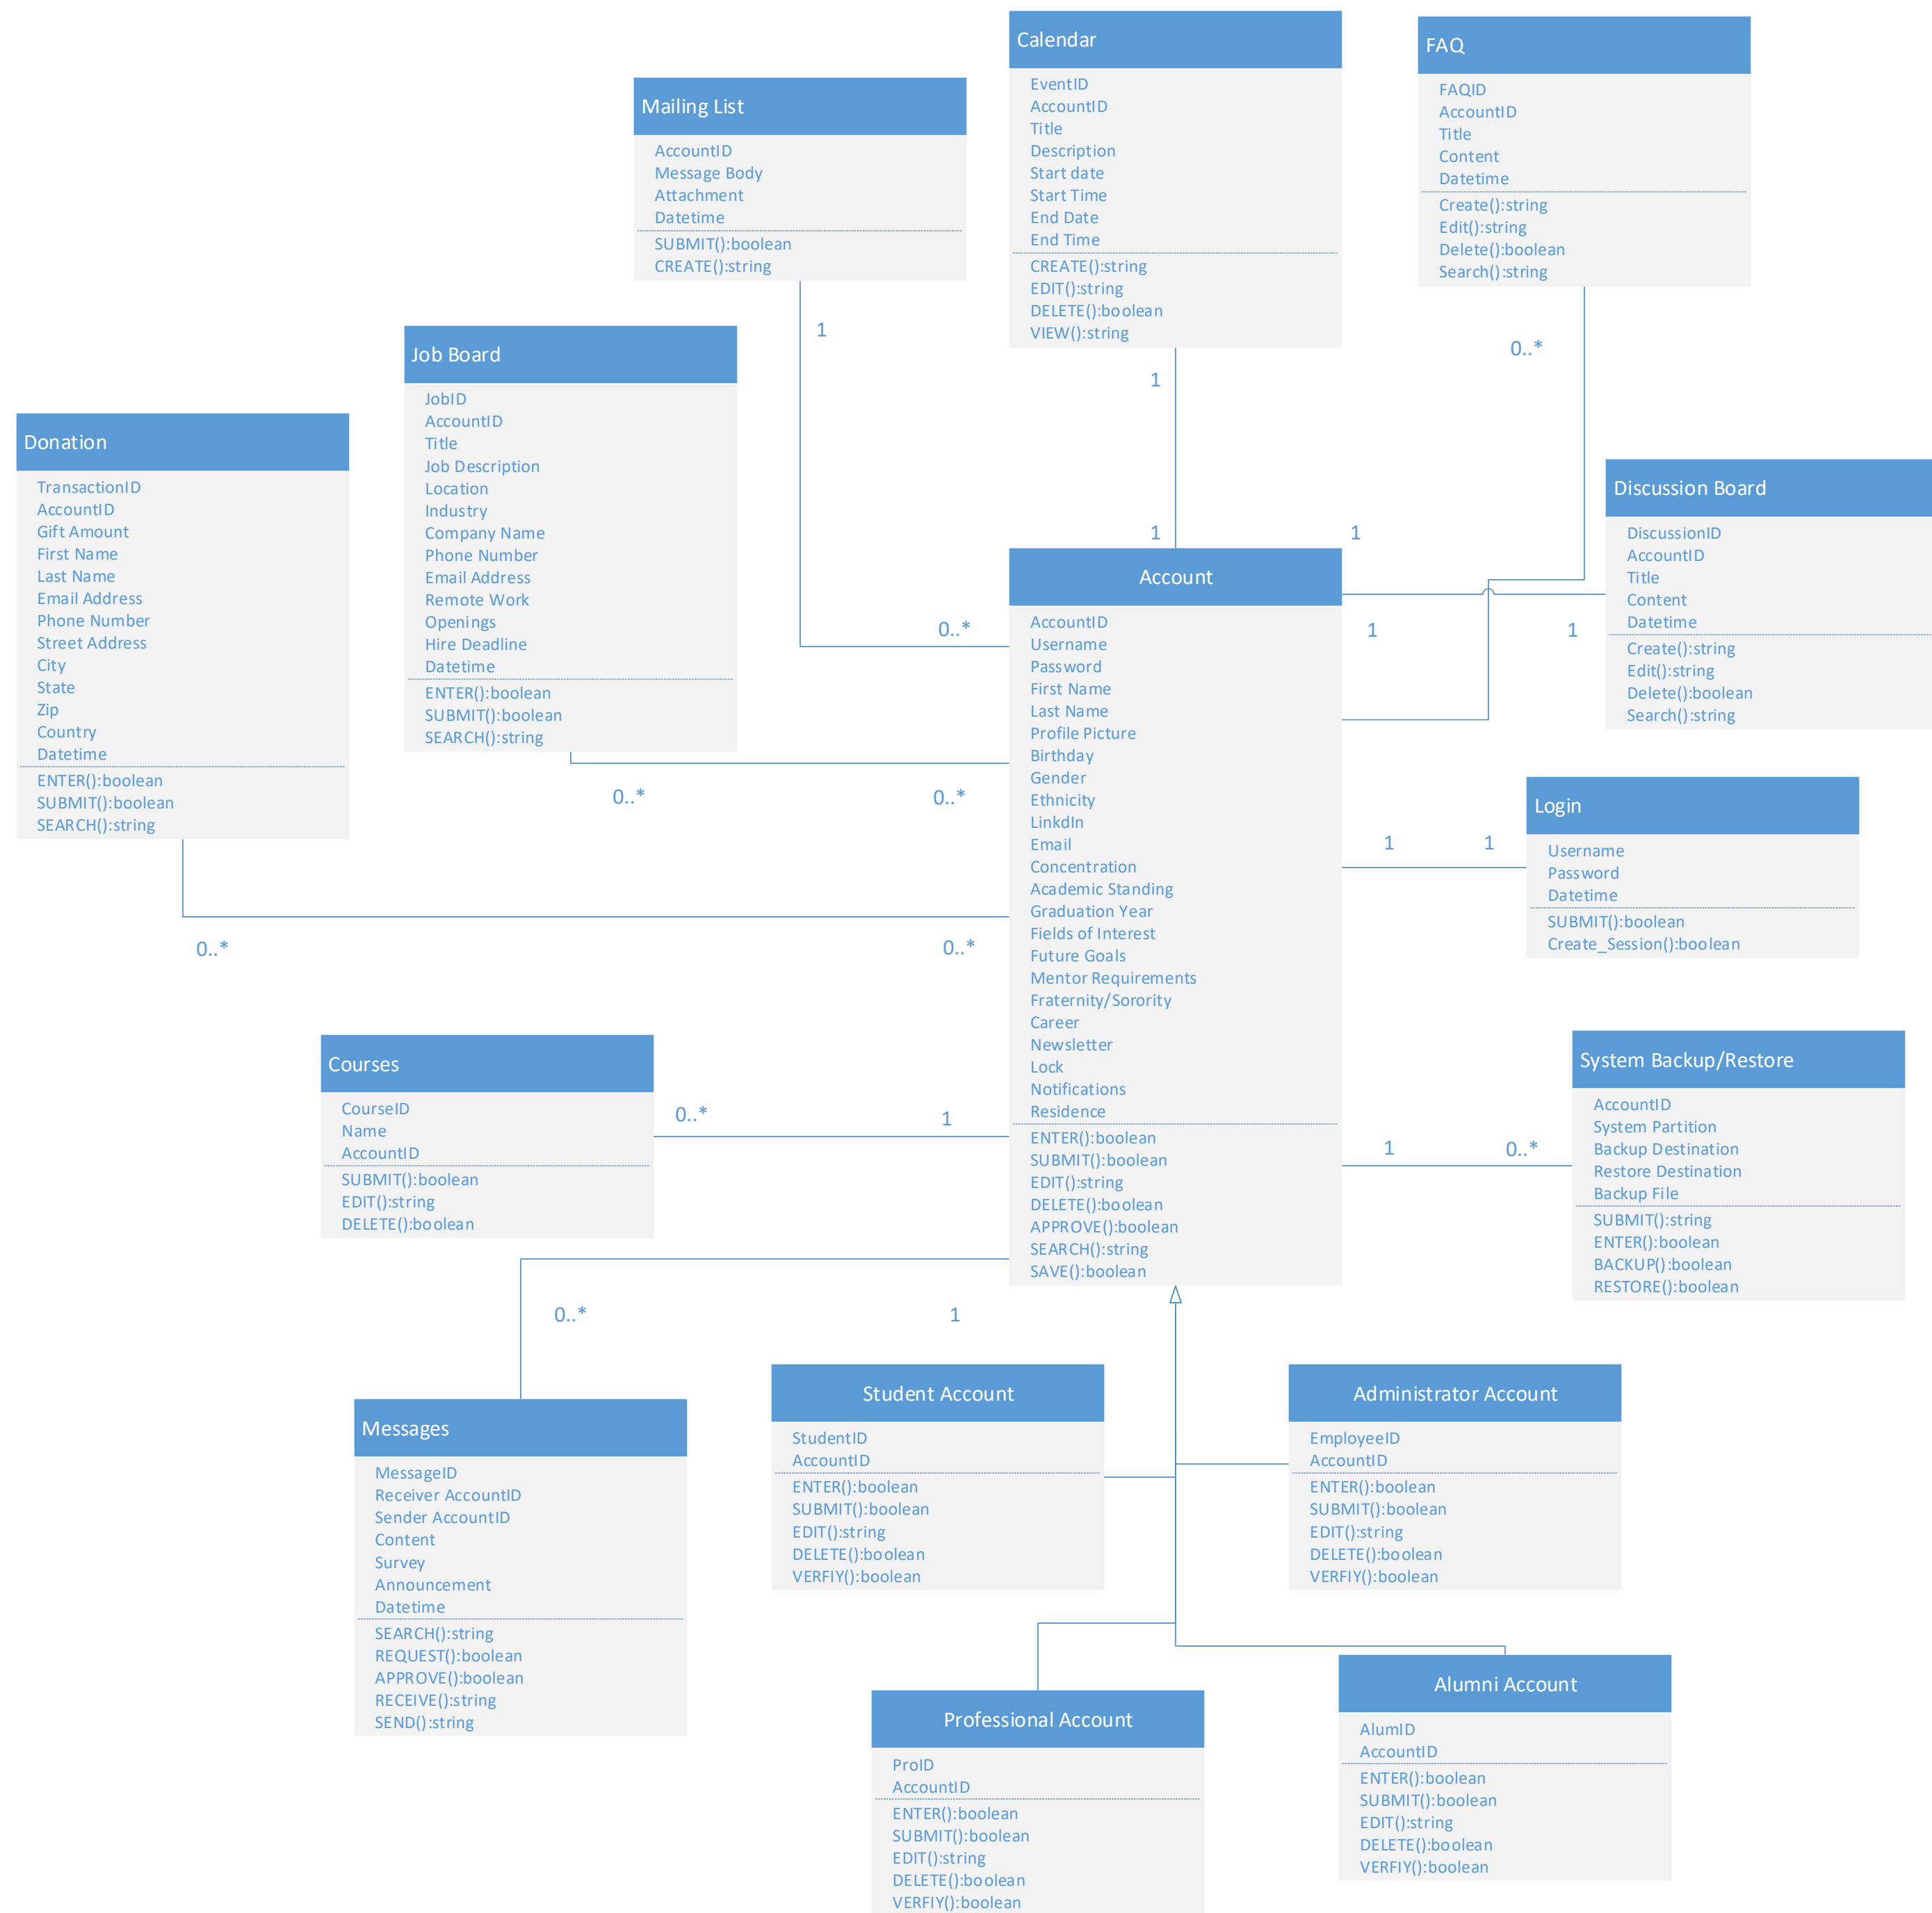 Calendar
EventID
AccountID
Title
Description
Start date
Start Time
End Date
End Time
CREATE():string
EDIT():string
DELETE():boolean
VIEW():string
FAQ
FAQID
AccountID
Title
Content
Datetime
Create():string
Edit():string
Delete():boolean
Search():string
Mailing List
AccountID
Message Body
Attachment
Datetime
SUBMIT():boolean
CREATE():string
1
1
0..*
Job Board
JobID
AccountID
Title
Job Description
Location
Industry
Company Name
Phone Number
Email Address
Remote Work
Openings
Hire Deadline
Datetime
ENTER():boolean
SUBMIT():boolean
SEARCH():string
Donation
TransactionID
AccountID
Gift Amount
First Name
Last Name
Email Address
Phone Number
Street Address
City
State
Zip
Country
Datetime
ENTER():boolean
SUBMIT():boolean
SEARCH():string
Discussion Board
DiscussionID
AccountID
Title
Content
Datetime
Create():string
Edit():string
Delete():boolean
Search():string
1
1
0..*
1
1
0..*
0..*
0..*
0..*
Account
AccountID
Username
Password
First Name
Last Name
Profile Picture
Birthday
Gender
Ethnicity
LinkdIn
Email
Concentration
Academic Standing
Graduation Year
Fields of Interest
Future Goals
Mentor Requirements
Fraternity/Sorority
Career
Newsletter
Lock
Notifications
Residence
ENTER():boolean
SUBMIT():boolean
EDIT():string
DELETE():boolean
APPROVE():boolean
SEARCH():string
SAVE():boolean
1
1
Login
Username
Password
Datetime
SUBMIT():boolean
Create_Session():boolean
Courses
CourseID
Name
AccountID
SUBMIT():boolean
EDIT():string
DELETE():boolean
0..*
1
1
0..*
System Backup/Restore
AccountID
System Partition
Backup Destination
Restore Destination
Backup File
SUBMIT():string
ENTER():boolean
BACKUP():boolean
RESTORE():boolean
0..*
1
Messages
MessageID
Receiver AccountID
Sender AccountID
Content
Survey
Announcement
Datetime
SEARCH():string
REQUEST():boolean
APPROVE():boolean
RECEIVE():string
SEND():string
Student Account
StudentID
AccountID
ENTER():boolean
SUBMIT():boolean
EDIT():string
DELETE():boolean
VERFIY():boolean
Administrator Account
EmployeeID
AccountID
ENTER():boolean
SUBMIT():boolean
EDIT():string
DELETE():boolean
VERFIY():boolean
Professional Account
ProID
AccountID
ENTER():boolean
SUBMIT():boolean
EDIT():string
DELETE():boolean
VERFIY():boolean
Alumni Account
AlumID
AccountID
ENTER():boolean
SUBMIT():boolean
EDIT():string
DELETE():boolean
VERFIY():boolean